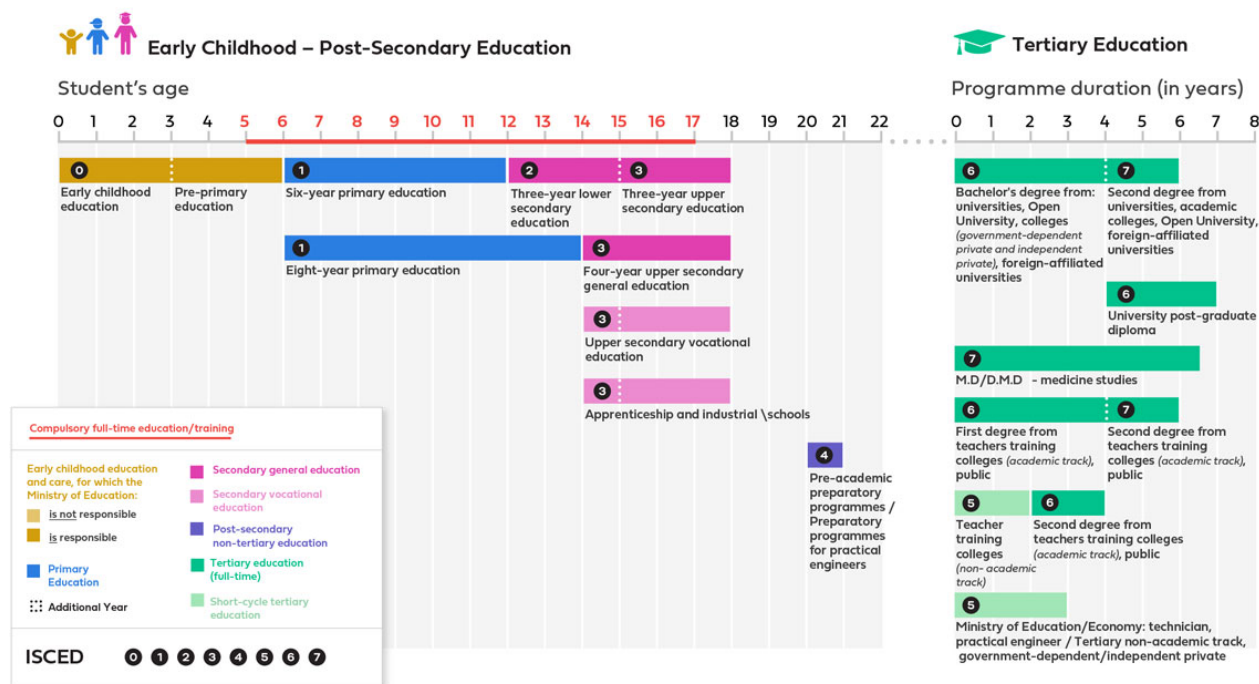 Early Childhood – Post-Secondary Education
Student's age
0 1 2 3 4 5 6 7 8 9 10 11 12 13 14 15 16 17 18 \19 20 21 22
0
Early childhood
education
Pre-primary
education
1
Six-year primary education
2
Three-year lower
secondary
education
3
Three-year upper
secondary education
1
Eight-year primary education
3
Four-year upper secondary
general education
3
Upper secondary vocational
education
3
Apprenticeship and industrial \schools
4
Pre-academic
preparatory
programmes /
Preparatory
programmes
for practical
engineers
Compulsory full-time education/training
Early childhood education
and care, for which the
Ministry of Education:
is not responsible
is responsible
Primary
Education
Additional Year
Secondary general education
Secondary vocational
education
Post-secondary
non-tertiary education
Tertiary education
(full-time)
Short-cycle tertiary
education
ISCED 0 1 2 3 4 5 6 7
Tertiary Education
Programme duration (in years)
0 1 2 3 4 5 6 7 8
6
Bachelor's degree from:
universities, Open
University, colleges
(government-dependent
private and independent
private), foreign-affiliated
universities
7
Second degree from
universities, academic
colleges, Open University,
foreign-affiliated
universities
6
University post-graduate
diploma
7
M.D/D.M.D - medicine studies
6
First degree from
teachers training
colleges (academic track),
public
7
Second degree from
teachers training
colleges (academic track),
public
5
Teacher
training
colleges
(non- academic
track)
6
Second degree from
teachers training colleges
(academic track), public
5
Ministry of Education/Economy: technician,
practical engineer / Tertiary non-academic track,
government-dependent/independent private